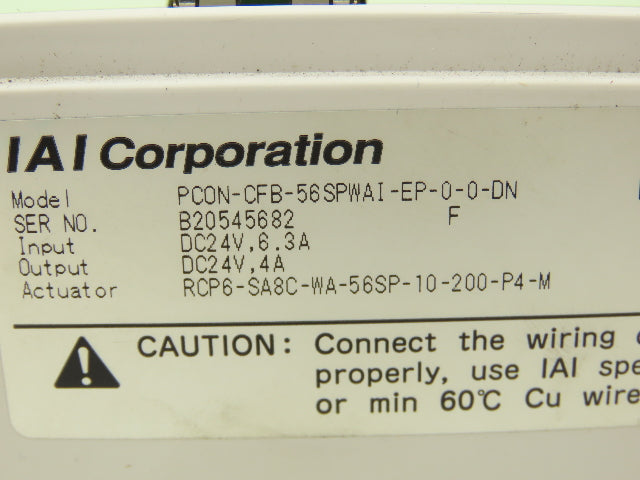 IAI Corporation
Model PCON-CFB-56SPWAI-EP-0-0-DN
SER NO. B20545682 F
Input DC24V,6.3A
Output DC24V,4A
Actuator RCP6-SA8C-WA-56SP-10-200-P4-M
CAUTION: Connect the wiring
properly, use IAI spe
or min 60℃ Cu wire